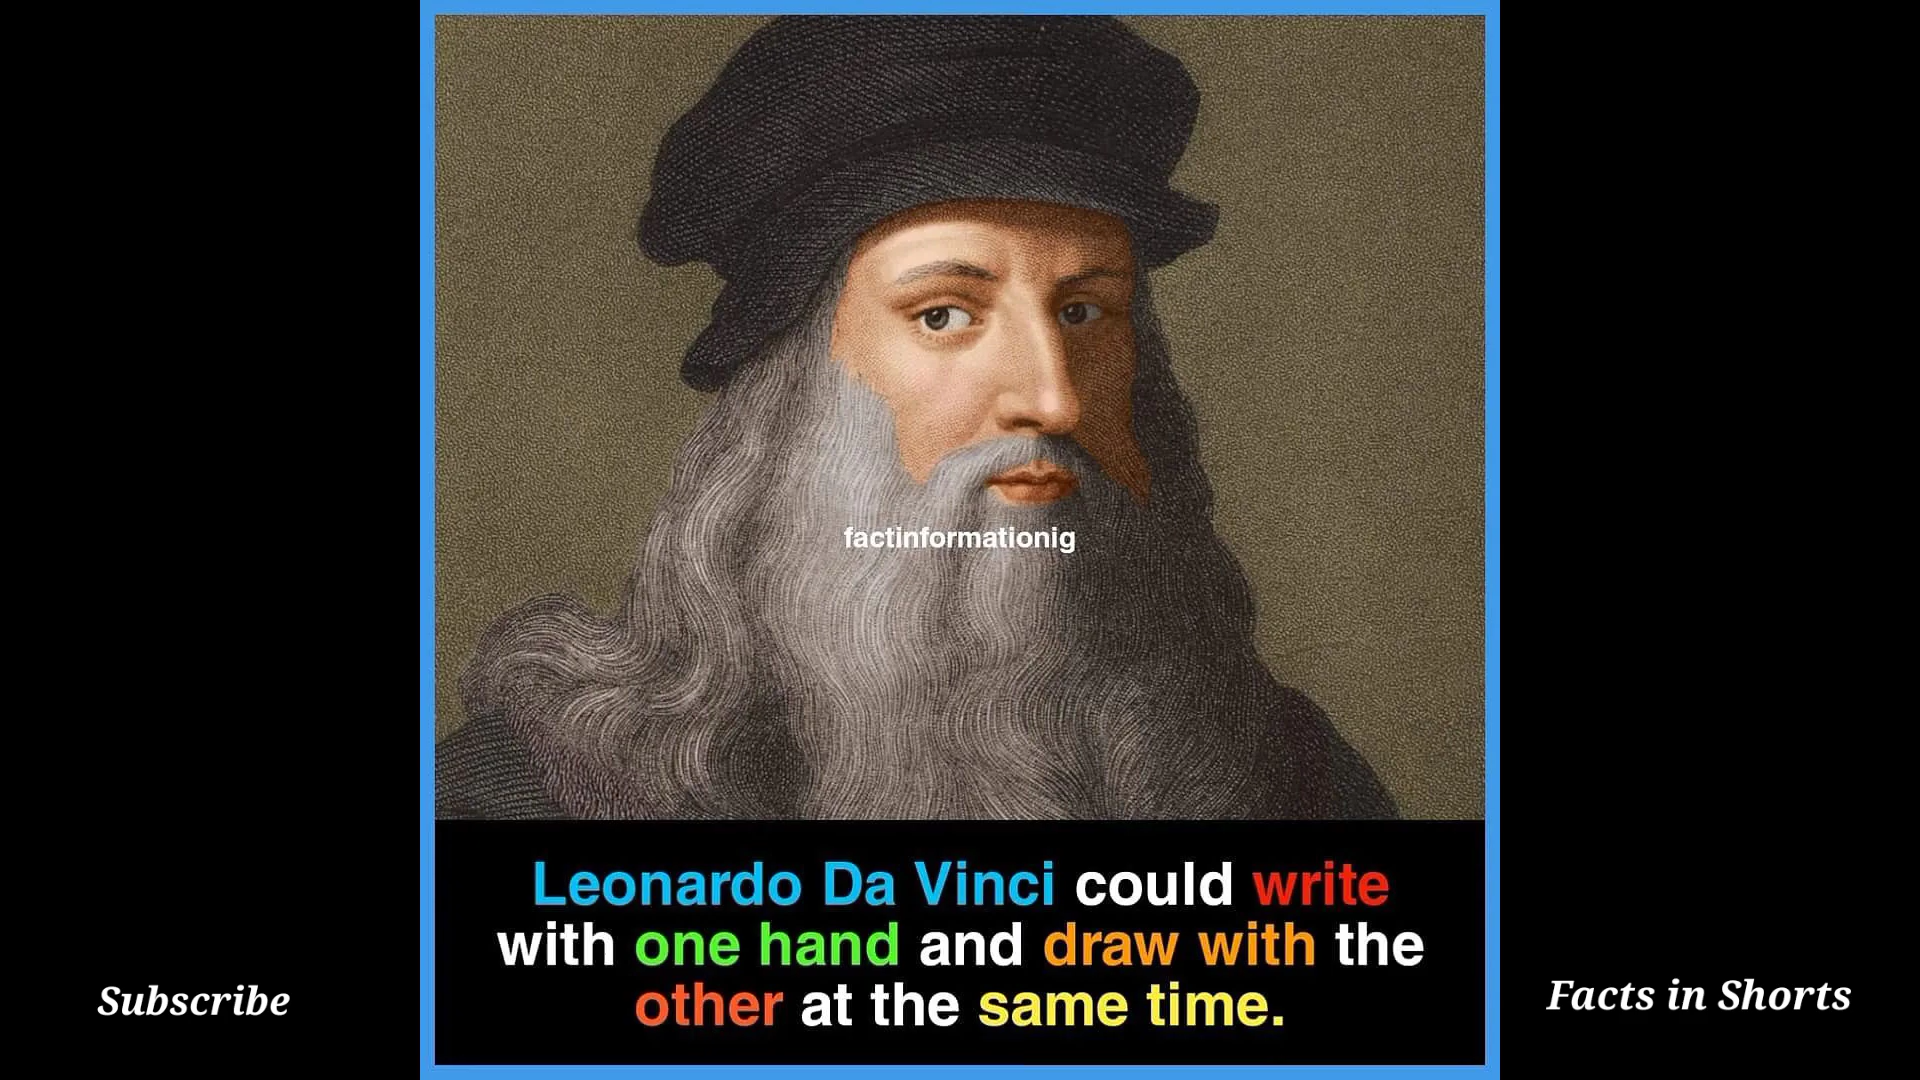 factinformationig
Leonardo Da Vinci could write
with one hand and draw with the
other at the same time.
Subscribe
Facts in Shorts